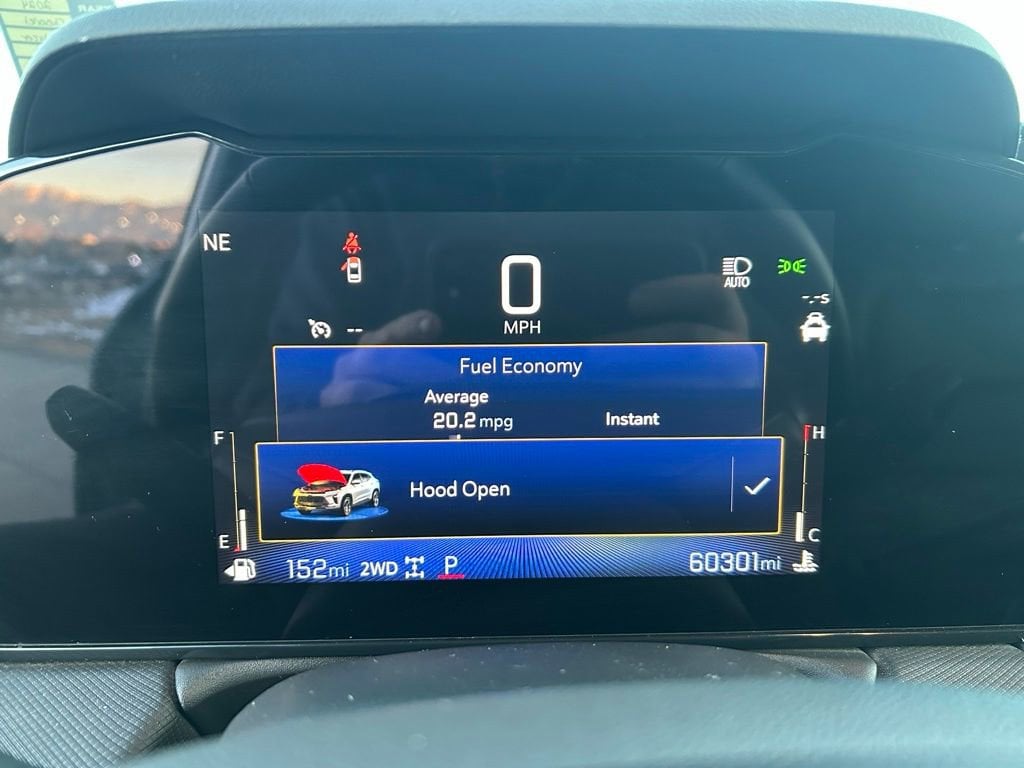 NE
0
MPH
AUTO
-.-s
--
Fuel Economy
Average
20.2 mpg
Instant
F
H
Hood Open
E
C
152mi 2WD P
60301mi